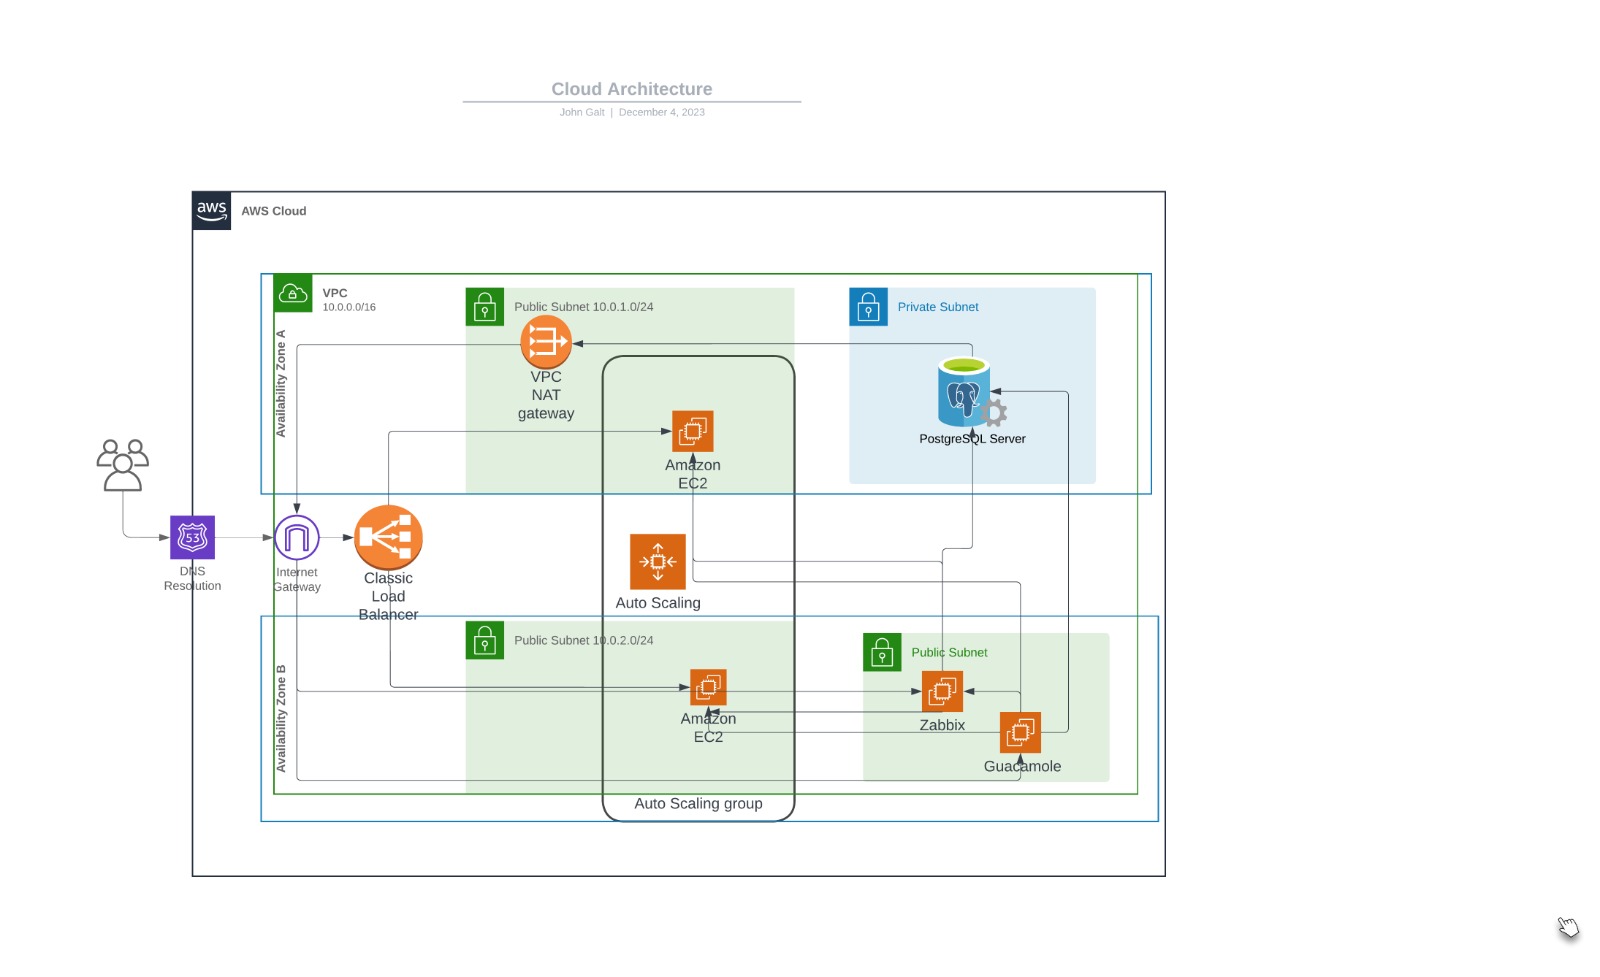 Cloud Architecture
John Galt | December 4, 2023
aws
AWS Cloud
VPC
10.0.0.0/16
Availability Zone A
Public Subnet 10.0.1.0/24
VPC
NAT
gateway
Private Subnet
PostgreSQL Server
Amazon
EC2
53
DNS
Resolution
Internet
Gateway
Classic
Load
Balancer
Auto Scaling
Availability Zone B
Public Subnet 10.0.2.0/24
Amazon
EC2
Public Subnet
Zabbix
Guacamole
Auto Scaling group